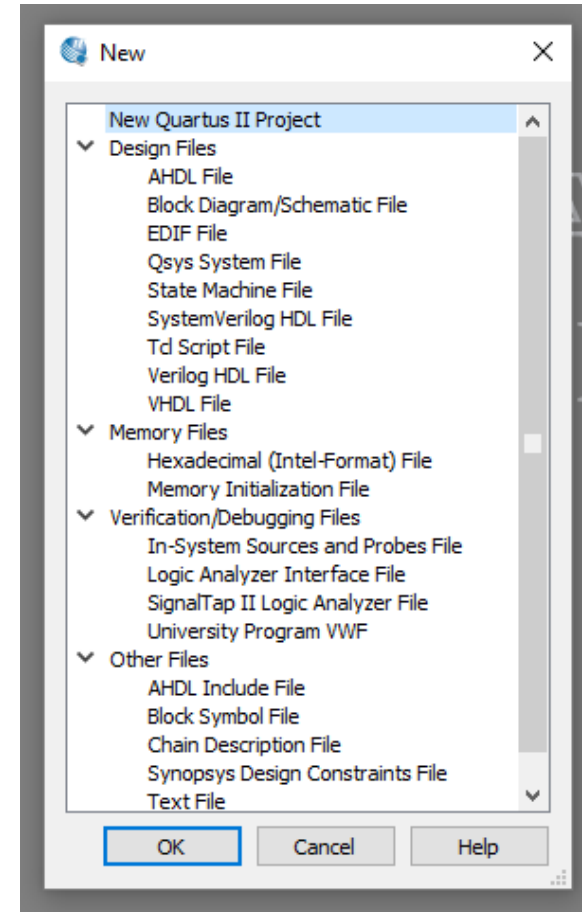 New
New Quartus II Project
Design Files
AHDL File
Block Diagram/Schematic File
EDIF File
Qsys System File
State Machine File
SystemVerilog HDL File
Tcl Script File
Verilog HDL File
VHDL File
Memory Files
Hexadecimal (Intel-Format) File
Memory Initialization File
Verification/Debugging Files
In-System Sources and Probes File
Logic Analyzer Interface File
SignalTap II Logic Analyzer File
University Program VWF
Other Files
AHDL Include File
Block Symbol File
Chain Description File
Synopsys Design Constraints File
Text File
OK Cancel Help